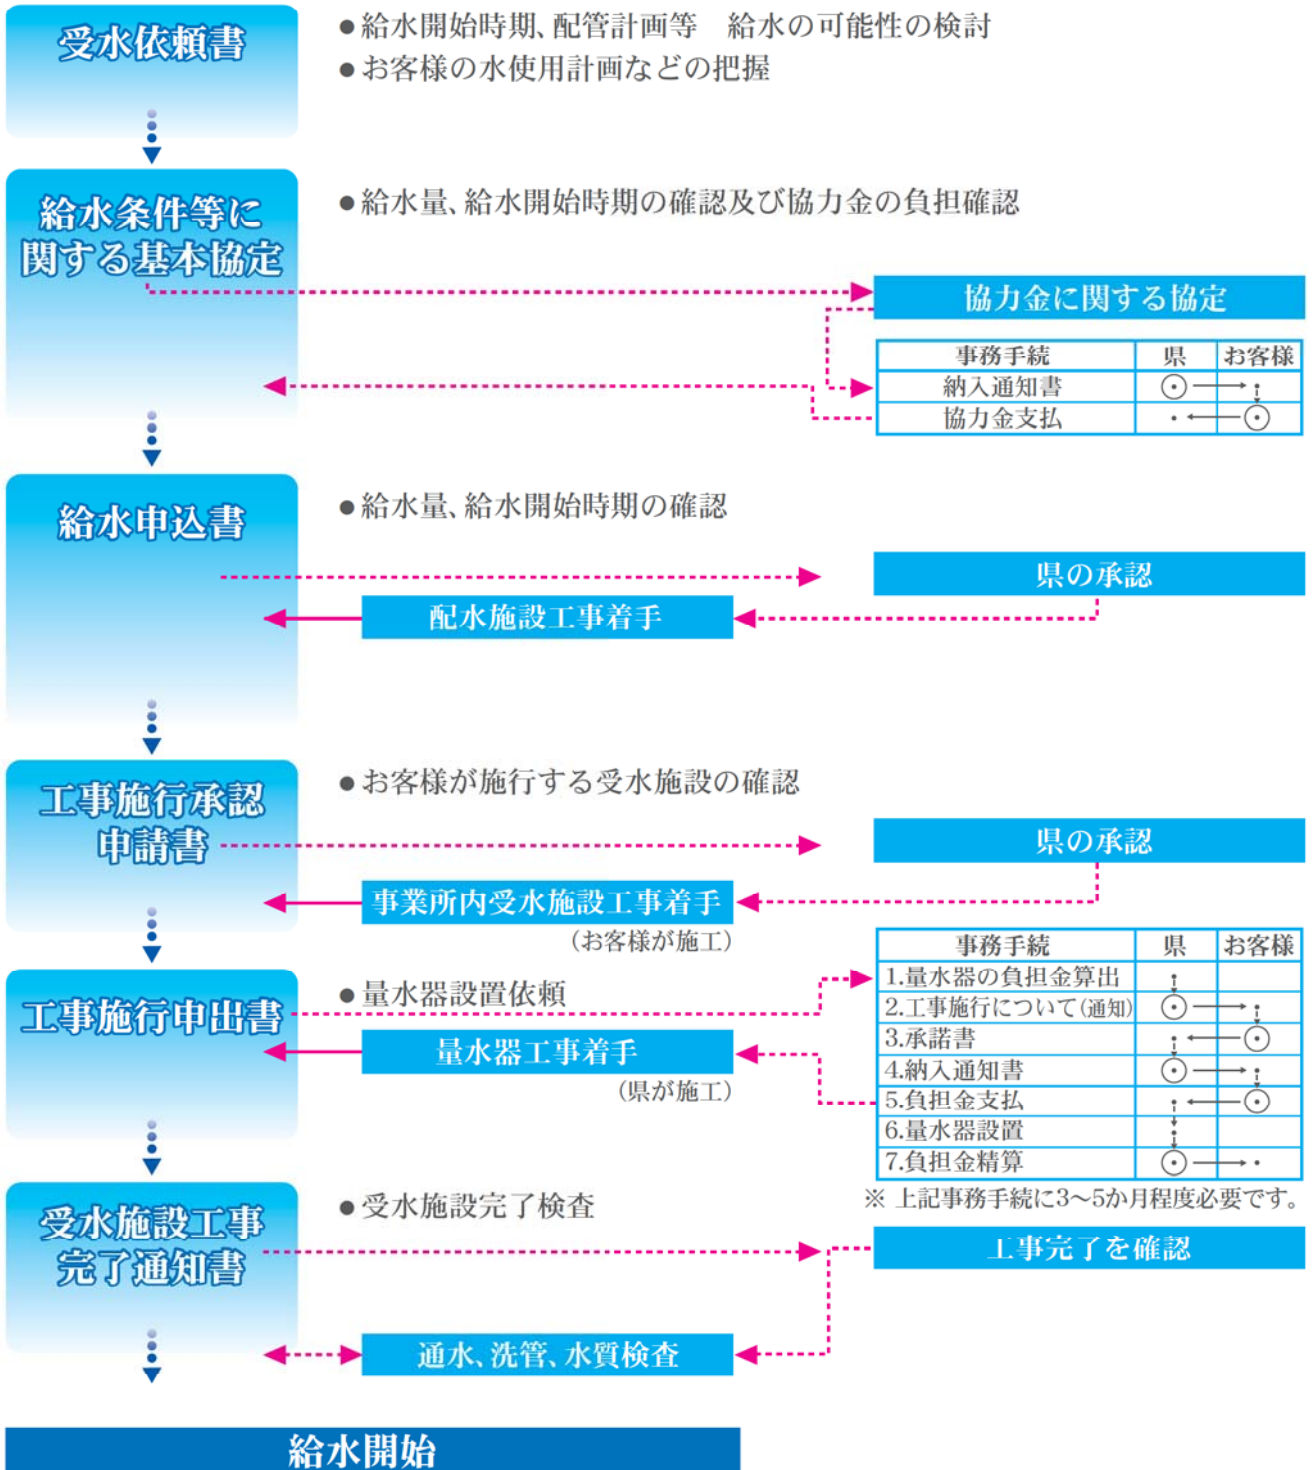 受水依頼書
●給水開始時期、配管計画等　給水の可能性の検討
●お客様の水使用計画などの把握
給水条件等に
関する基本協定
●給水量、給水開始時期の確認及び協力金の負担確認
協力金に関する協定
事務手続 県 お客様
納入通知書
協力金支払
給水申込書
●給水量、給水開始時期の確認
県の承認
配水施設工事着手
工事施行承認
申請書
●お客様が施行する受水施設の確認
県の承認
事業所内受水施設工事着手
（お客様が施工）
工事施行申出書
●量水器設置依頼
量水器工事着手
（県が施工）
事務手続 県 お客様
1.量水器の負担金算出
2.工事施行について（通知）
3.承諾書
4.納入通知書
5.負担金支払
6.量水器設置
7.負担金精算
※ 上記事務手続に3〜5か月程度必要です。
受水施設工事
完了通知書
●受水施設完了検査
工事完了を確認
通水、洗管、水質検査
給水開始